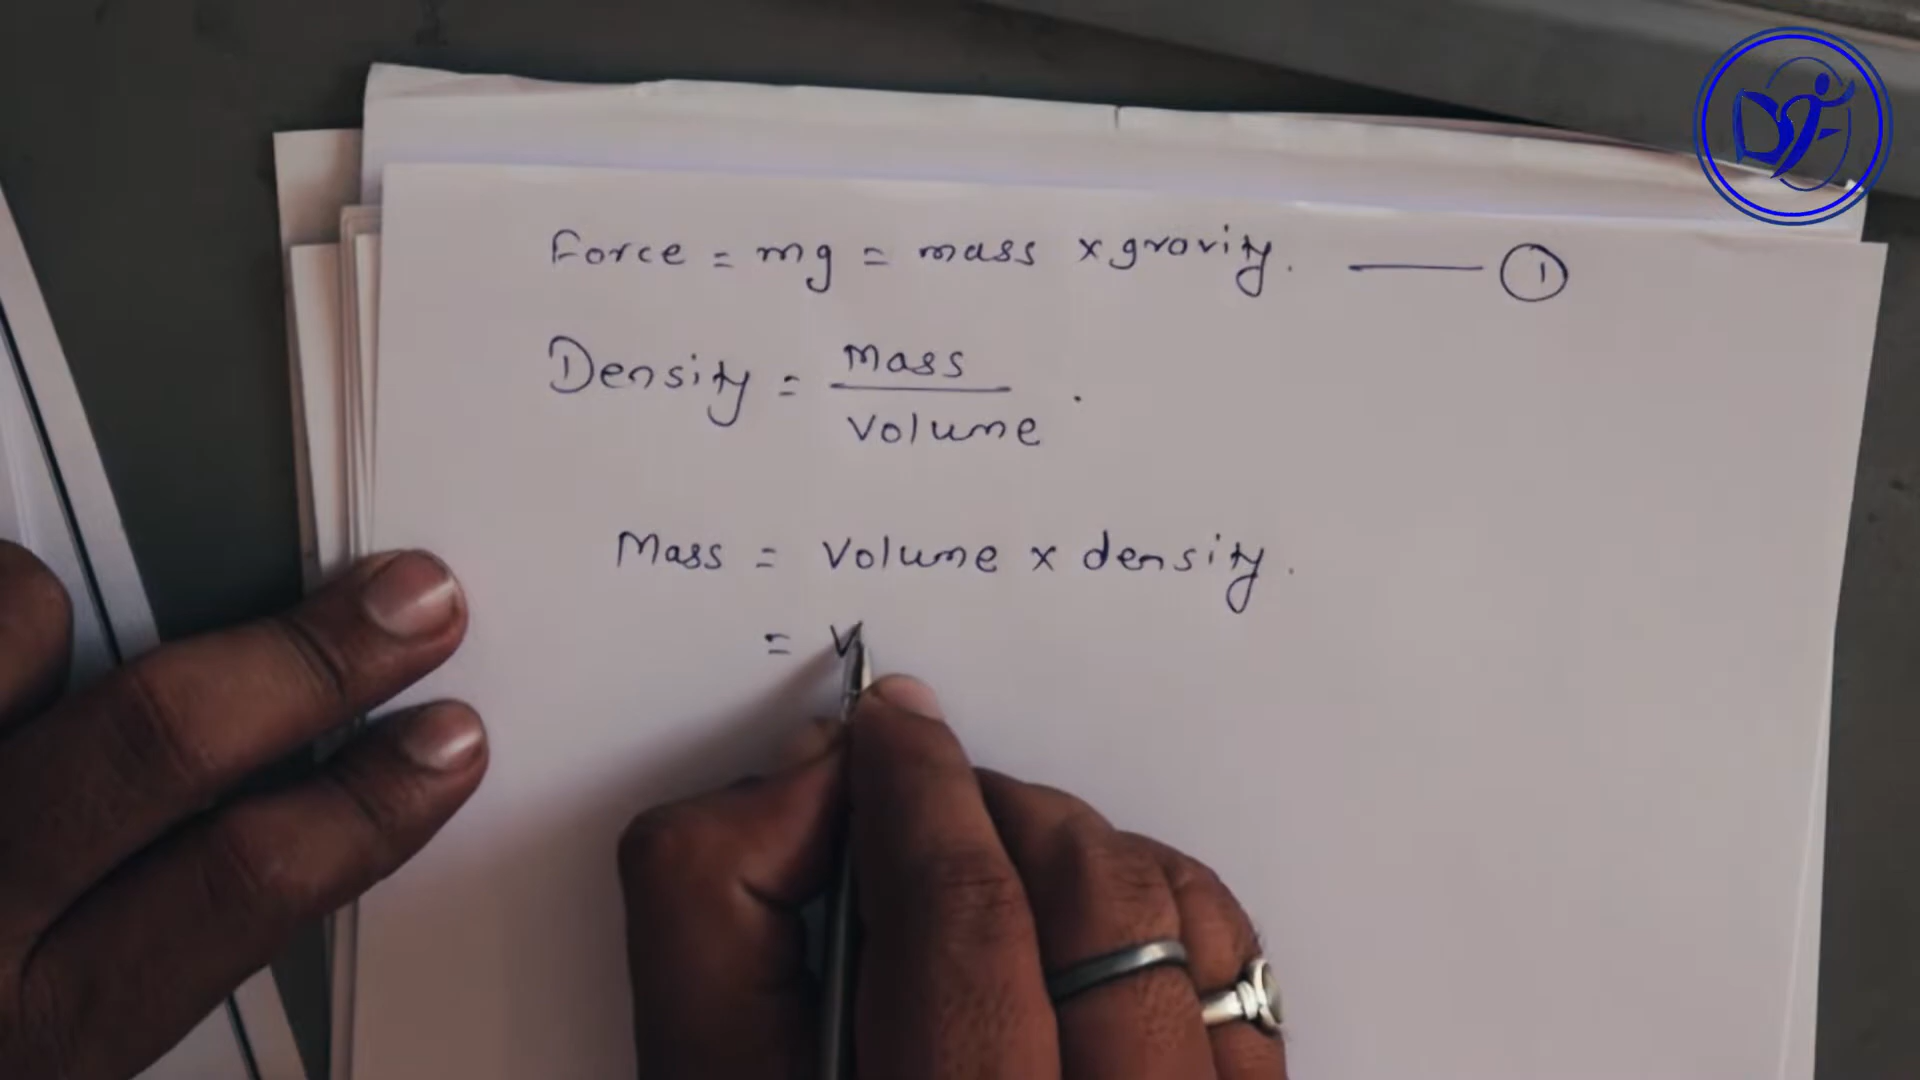 Force = mg = mass x gravity. —— ①
Density = Mass
Volume .
Mass = Volume x density.
= V